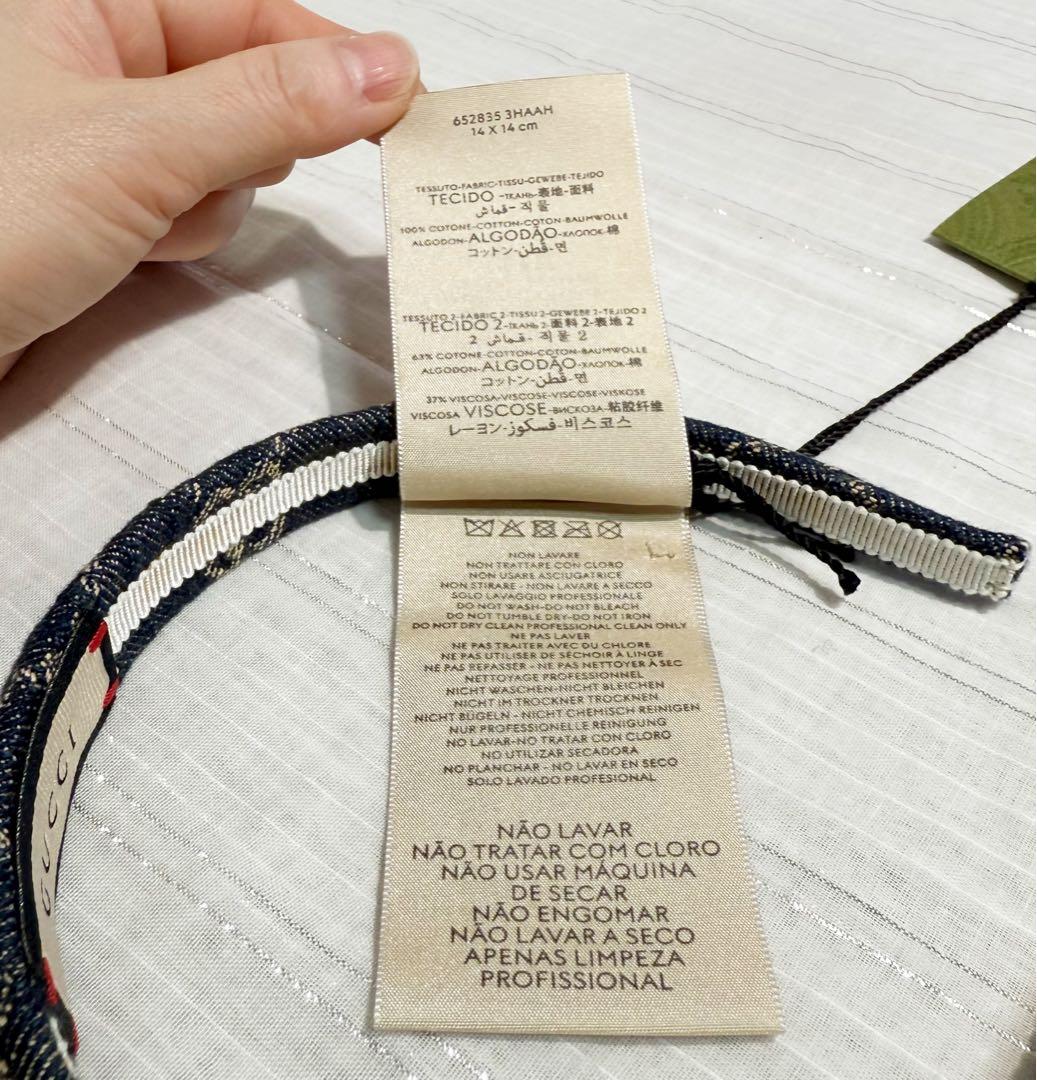 652835 3HAAH
14 X 14 cm
TESSUTO-FABRIC-TISSU-GEWEBE-TEJIDO
TECIDO -ТКАНЬ-表地-面料
قماش - 직물
100% COTONE-COTTON-COTON-BAUMWOLLE
ALGODON-ALGODÃO-ХЛОПОК-棉
コットン-قطن-면
TESSUTO 2-FABRIC 2-TISSU 2-GEWEBE 2-TEJIDO 2
TECIDO 2-ТКАНЬ 2-面料 2-表地 2
2 قماش - 직물 2
63% COTONE-COTTON-COTON-BAUMWOLLE
ALGODON-ALGODÃO-ХЛОПОК-棉
コットン-قطن-면
37% VISCOSA-VISCOSE-VISCOSE-VISKOSE
VISCOSA VISCOSE-ВИСКОЗА-粘胶纤维
レーヨン-فسكوز-비스코스
NON LAVARE
NON TRATTARE CON CLORO
NON USARE ASCIUGATRICE
NON STIRARE - NON LAVARE A SECCO
SOLO LAVAGGIO PROFESSIONALE
DO NOT WASH-DO NOT BLEACH
DO NOT TUMBLE DRY-DO NOT IRON
DO NOT DRY CLEAN PROFESSIONAL CLEAN ONLY
NE PAS LAVER
NE PAS TRAITER AVEC DU CHLORE
NE PAS UTILISER DE SÉCHOIR À LINGE
NE PAS REPASSER - NE PAS NETTOYER À SEC
NETTOYAGE PROFESSIONNEL
NICHT WASCHEN-NICHT BLEICHEN
NICHT IM TROCKNER TROCKNEN
NICHT BÜGELN - NICHT CHEMISCH REINIGEN
NUR PROFESSIONELLE REINIGUNG
NO LAVAR-NO TRATAR CON CLORO
NO UTILIZAR SECADORA
NO PLANCHAR - NO LAVAR EN SECO
SOLO LAVADO PROFESIONAL
NÃO LAVAR
NÃO TRATAR COM CLORO
NÃO USAR MÁQUINA
DE SECAR
NÃO ENGOMAR
NÃO LAVAR A SECO
APENAS LIMPEZA
PROFISSIONAL
GUCCI